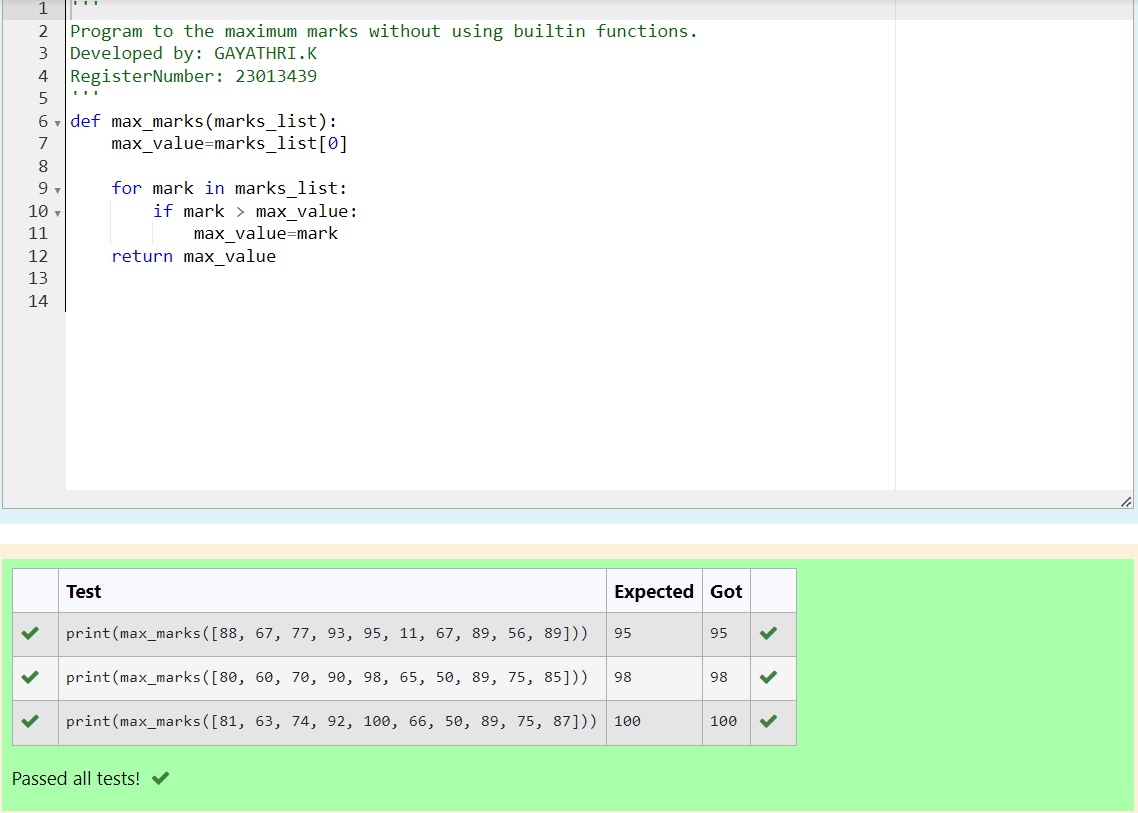 1 '''
2 Program to the maximum marks without using builtin functions.
3 Developed by: GAYATHRI.K
4 RegisterNumber: 23013439
5 '''
6 def max_marks(marks_list):
7     max_value=marks_list[0]
8
9     for mark in marks_list:
10         if mark > max_value:
11             max_value=mark
12     return max_value
13
14
Test Expected Got
print(max_marks([88, 67, 77, 93, 95, 11, 67, 89, 56, 89])) 95 95
print(max_marks([80, 60, 70, 90, 98, 65, 50, 89, 75, 85])) 98 98
print(max_marks([81, 63, 74, 92, 100, 66, 50, 89, 75, 87])) 100 100
Passed all tests!